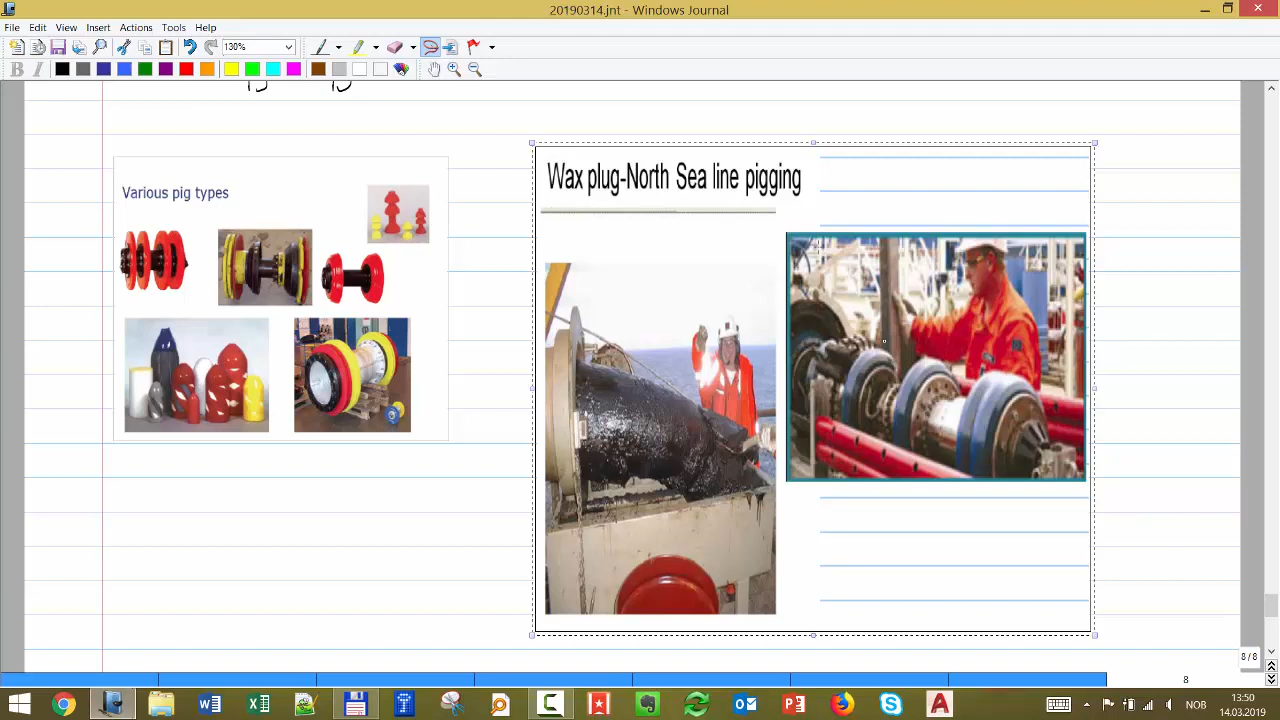 20190314.jnt - Windows Journal
File Edit View Insert Actions Tools Help
130%
B I
Various pig types
Wax plug-North Sea line pigging
8 / 8
8
13:50
NOR
14.03.2019